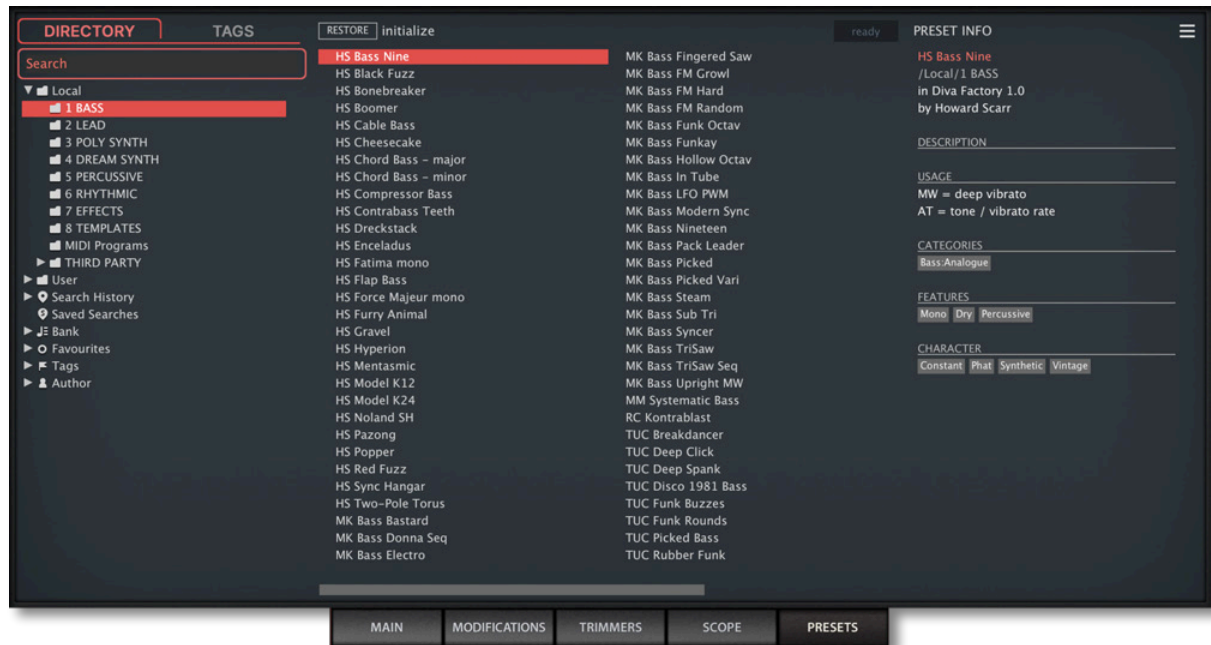 DIRECTORY
TAGS
Search
Local
1 BASS
2 LEAD
3 POLY SYNTH
4 DREAM SYNTH
5 PERCUSSIVE
6 RHYTHMIC
7 EFFECTS
8 TEMPLATES
MIDI Programs
THIRD PARTY
User
Search History
Saved Searches
Bank
Favourites
Tags
Author
RESTORE initialize
ready
HS Bass Nine
HS Black Fuzz
HS Bonebreaker
HS Boomer
HS Cable Bass
HS Cheesecake
HS Chord Bass – major
HS Chord Bass – minor
HS Compressor Bass
HS Contrabass Teeth
HS Dreckstack
HS Enceladus
HS Fatima mono
HS Flap Bass
HS Force Majeur mono
HS Furry Animal
HS Gravel
HS Hyperion
HS Mentasmic
HS Model K12
HS Model K24
HS Noland SH
HS Pazong
HS Popper
HS Red Fuzz
HS Sync Hangar
HS Two-Pole Torus
MK Bass Bastard
MK Bass Donna Seq
MK Bass Electro
MK Bass Fingered Saw
MK Bass FM Growl
MK Bass FM Hard
MK Bass FM Random
MK Bass Funk Octav
MK Bass Funkay
MK Bass Hollow Octav
MK Bass In Tube
MK Bass LFO PWM
MK Bass Modern Sync
MK Bass Nineteen
MK Bass Pack Leader
MK Bass Picked
MK Bass Picked Vari
MK Bass Steam
MK Bass Sub Tri
MK Bass Syncer
MK Bass TriSaw
MK Bass TriSaw Seq
MK Bass Upright MW
MM Systematic Bass
RC Kontrablast
TUC Breakdancer
TUC Deep Click
TUC Deep Spank
TUC Disco 1981 Bass
TUC Funk Buzzes
TUC Funk Rounds
TUC Picked Bass
TUC Rubber Funk
PRESET INFO
HS Bass Nine
/Local/1 BASS
in Diva Factory 1.0
by Howard Scarr
DESCRIPTION
USAGE
MW = deep vibrato
AT = tone / vibrato rate
CATEGORIES
Bass:Analogue
FEATURES
Mono Dry Percussive
CHARACTER
Constant Phat Synthetic Vintage
MAIN
MODIFICATIONS
TRIMMERS
SCOPE
PRESETS